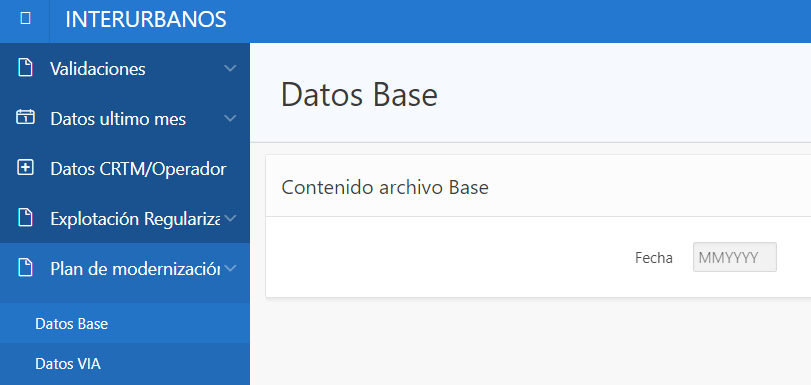 INTERURBANOS
Validaciones
Datos ultimo mes
Datos CRTM/Operador
Explotación Regulariza
Plan de modernización
Datos Base
Datos VIA
Datos Base
Contenido archivo Base
Fecha MMYYYY